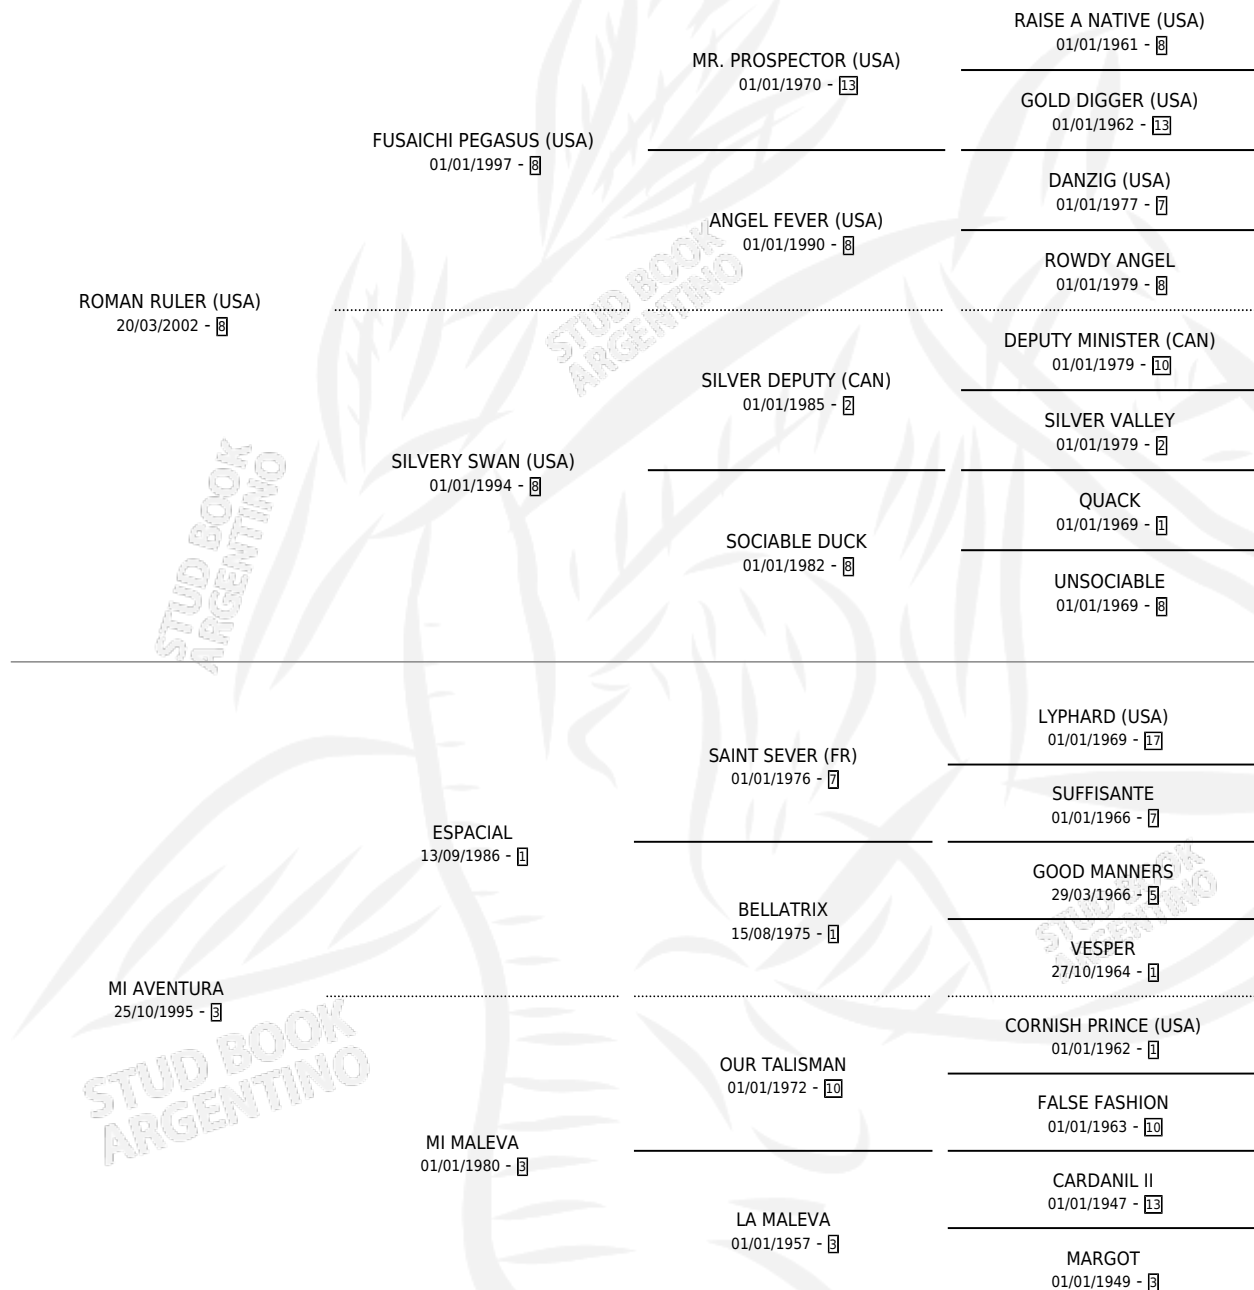 RAISE A NATIVE (USA)
01/01/1961 - 8
MR. PROSPECTOR (USA)
01/01/1970 - 13
GOLD DIGGER (USA)
01/01/1962 - 13
FUSAICHI PEGASUS (USA)
01/01/1997 - 8
DANZIG (USA)
01/01/1977 - 7
ANGEL FEVER (USA)
01/01/1990 - 8
ROWDY ANGEL
01/01/1979 - 8
STUD BOOK
ARGENTINO
ROMAN RULER (USA)
20/03/2002 - 8
DEPUTY MINISTER (CAN)
01/01/1979 - 10
SILVER DEPUTY (CAN)
01/01/1985 - 2
SILVER VALLEY
01/01/1979 - 2
SILVERY SWAN (USA)
01/01/1994 - 8
QUACK
01/01/1969 - 1
SOCIABLE DUCK
01/01/1982 - 8
UNSOCIABLE
01/01/1969 - 8
STUD BOOK
ARGENTINO
LYPHARD (USA)
01/01/1969 - 17
SAINT SEVER (FR)
01/01/1976 - 7
SUFFISANTE
01/01/1966 - 7
ESPACIAL
13/09/1986 - 1
GOOD MANNERS
29/03/1966 - 5
BELLATRIX
15/08/1975 - 1
VESPER
27/10/1964 - 1
STUD BOOK
ARGENTINO
MI AVENTURA
25/10/1995 - 3
CORNISH PRINCE (USA)
01/01/1962 - 1
OUR TALISMAN
01/01/1972 - 10
FALSE FASHION
01/01/1963 - 10
STUD BOOK
ARGENTINO
MI MALEVA
01/01/1980 - 3
CARDANIL II
01/01/1947 - 13
LA MALEVA
01/01/1957 - 3
MARGOT
01/01/1949 - 3